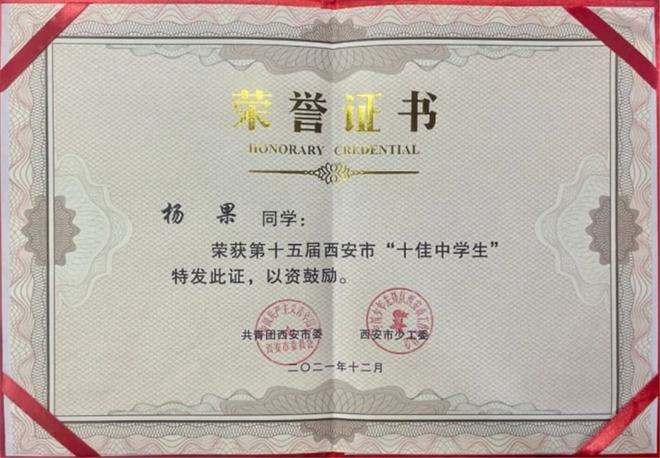 荣誉证书
HONORARY CREDENTIAL
杨果 同学：
荣获第十五届西安市“十佳中学生”
特发此证，以资鼓励。
共青团西安市委 西安市少工委
二〇二一年十二月